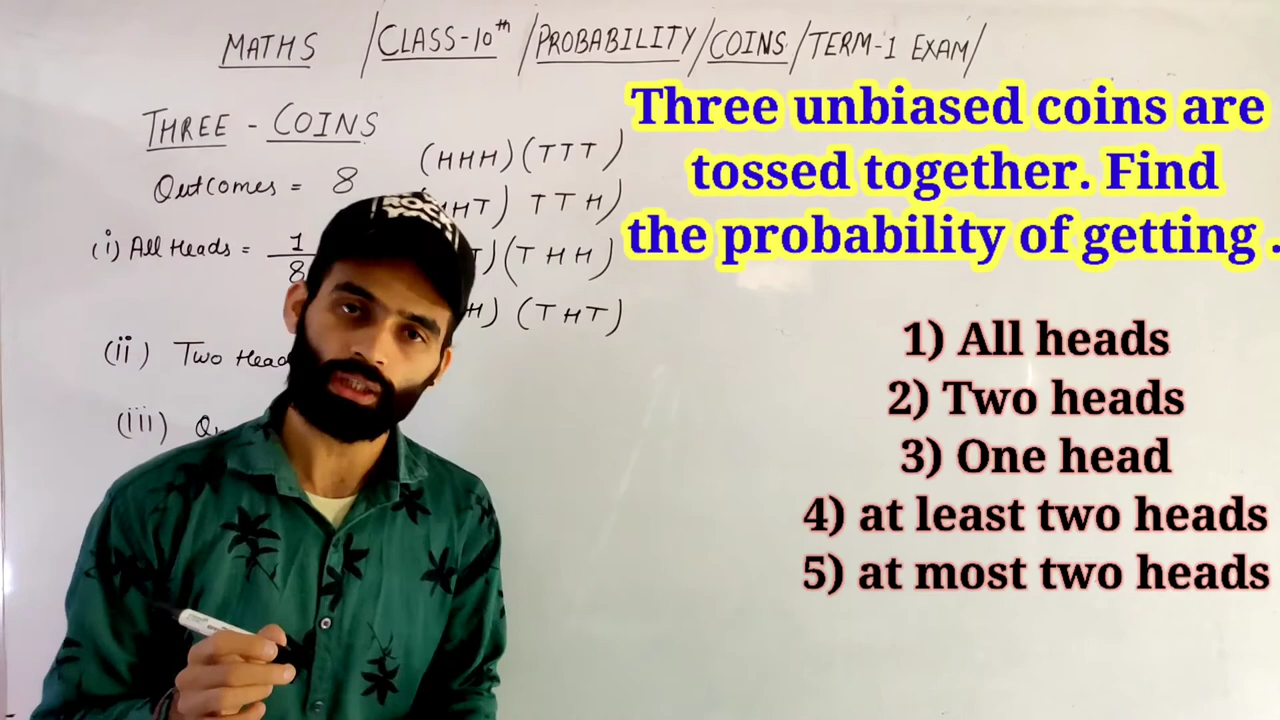 MATHS /CLASS-10th /PROBABILITY/COINS/TERM-1 EXAM/
THREE - COINS
Outcomes = 8
(HHH)(TTT)
HT) TTH)
T)(THH)
H) (THT)
(i) All Heads = 1/8
(ii) Two Head
(iii)
Three unbiased coins are
tossed together. Find
the probability of getting .
1) All heads
2) Two heads
3) One head
4) at least two heads
5) at most two heads